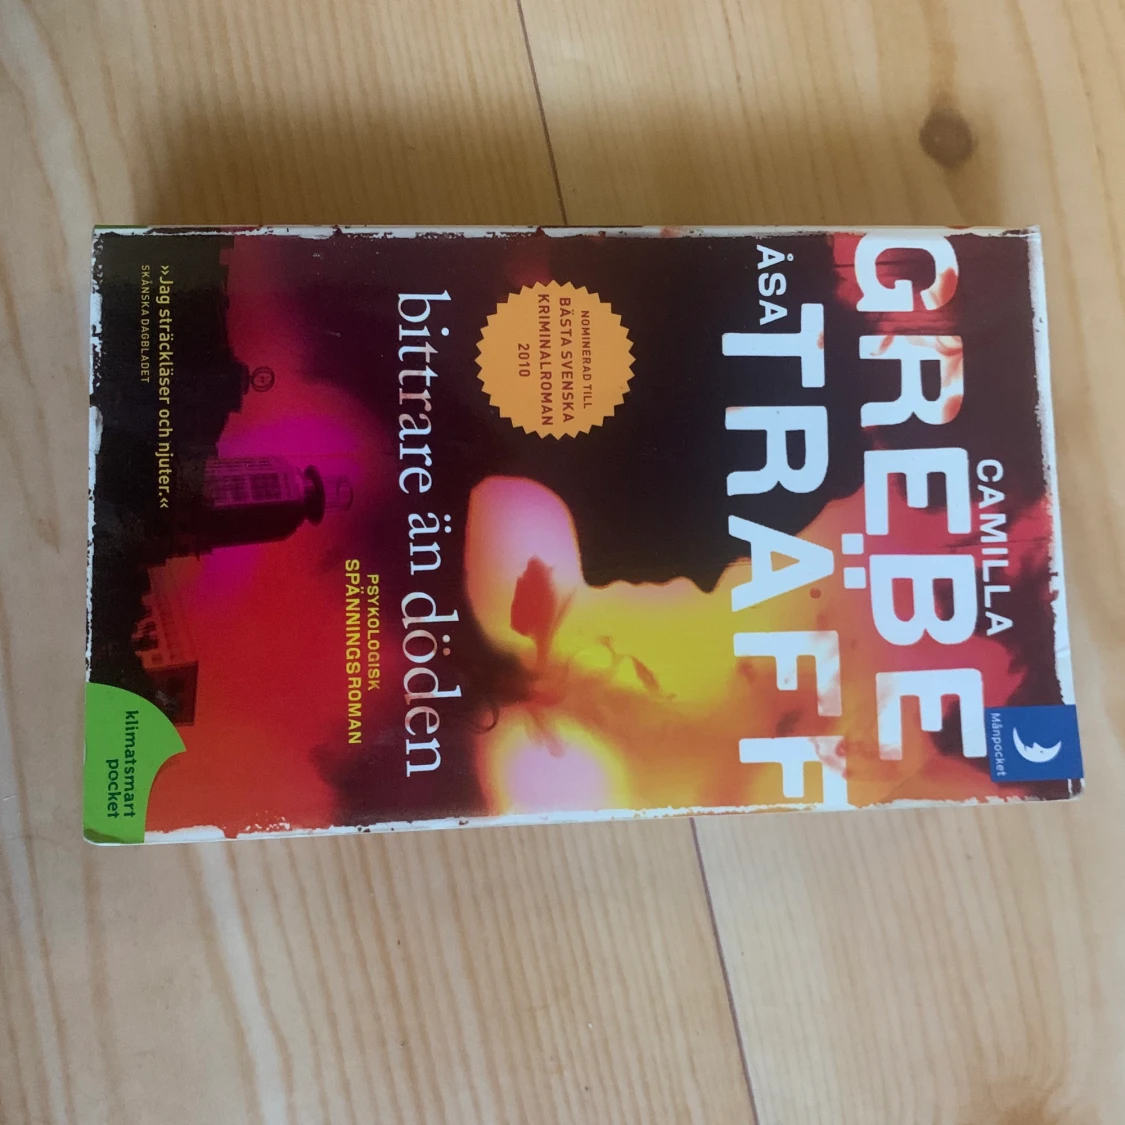 CAMILLA
GREBE
ÅSA
TRÄFF
Månpocket
NOMINERAD TILL
BÄSTA SVENSKA
KRIMINALROMAN
2010
bittrare än döden
PSYKOLOGISK
SPÄNNINGSROMAN
»Jag sträckläser och njuter.«
SKÅNSKA DAGBLADET
klimatsmart
pocket